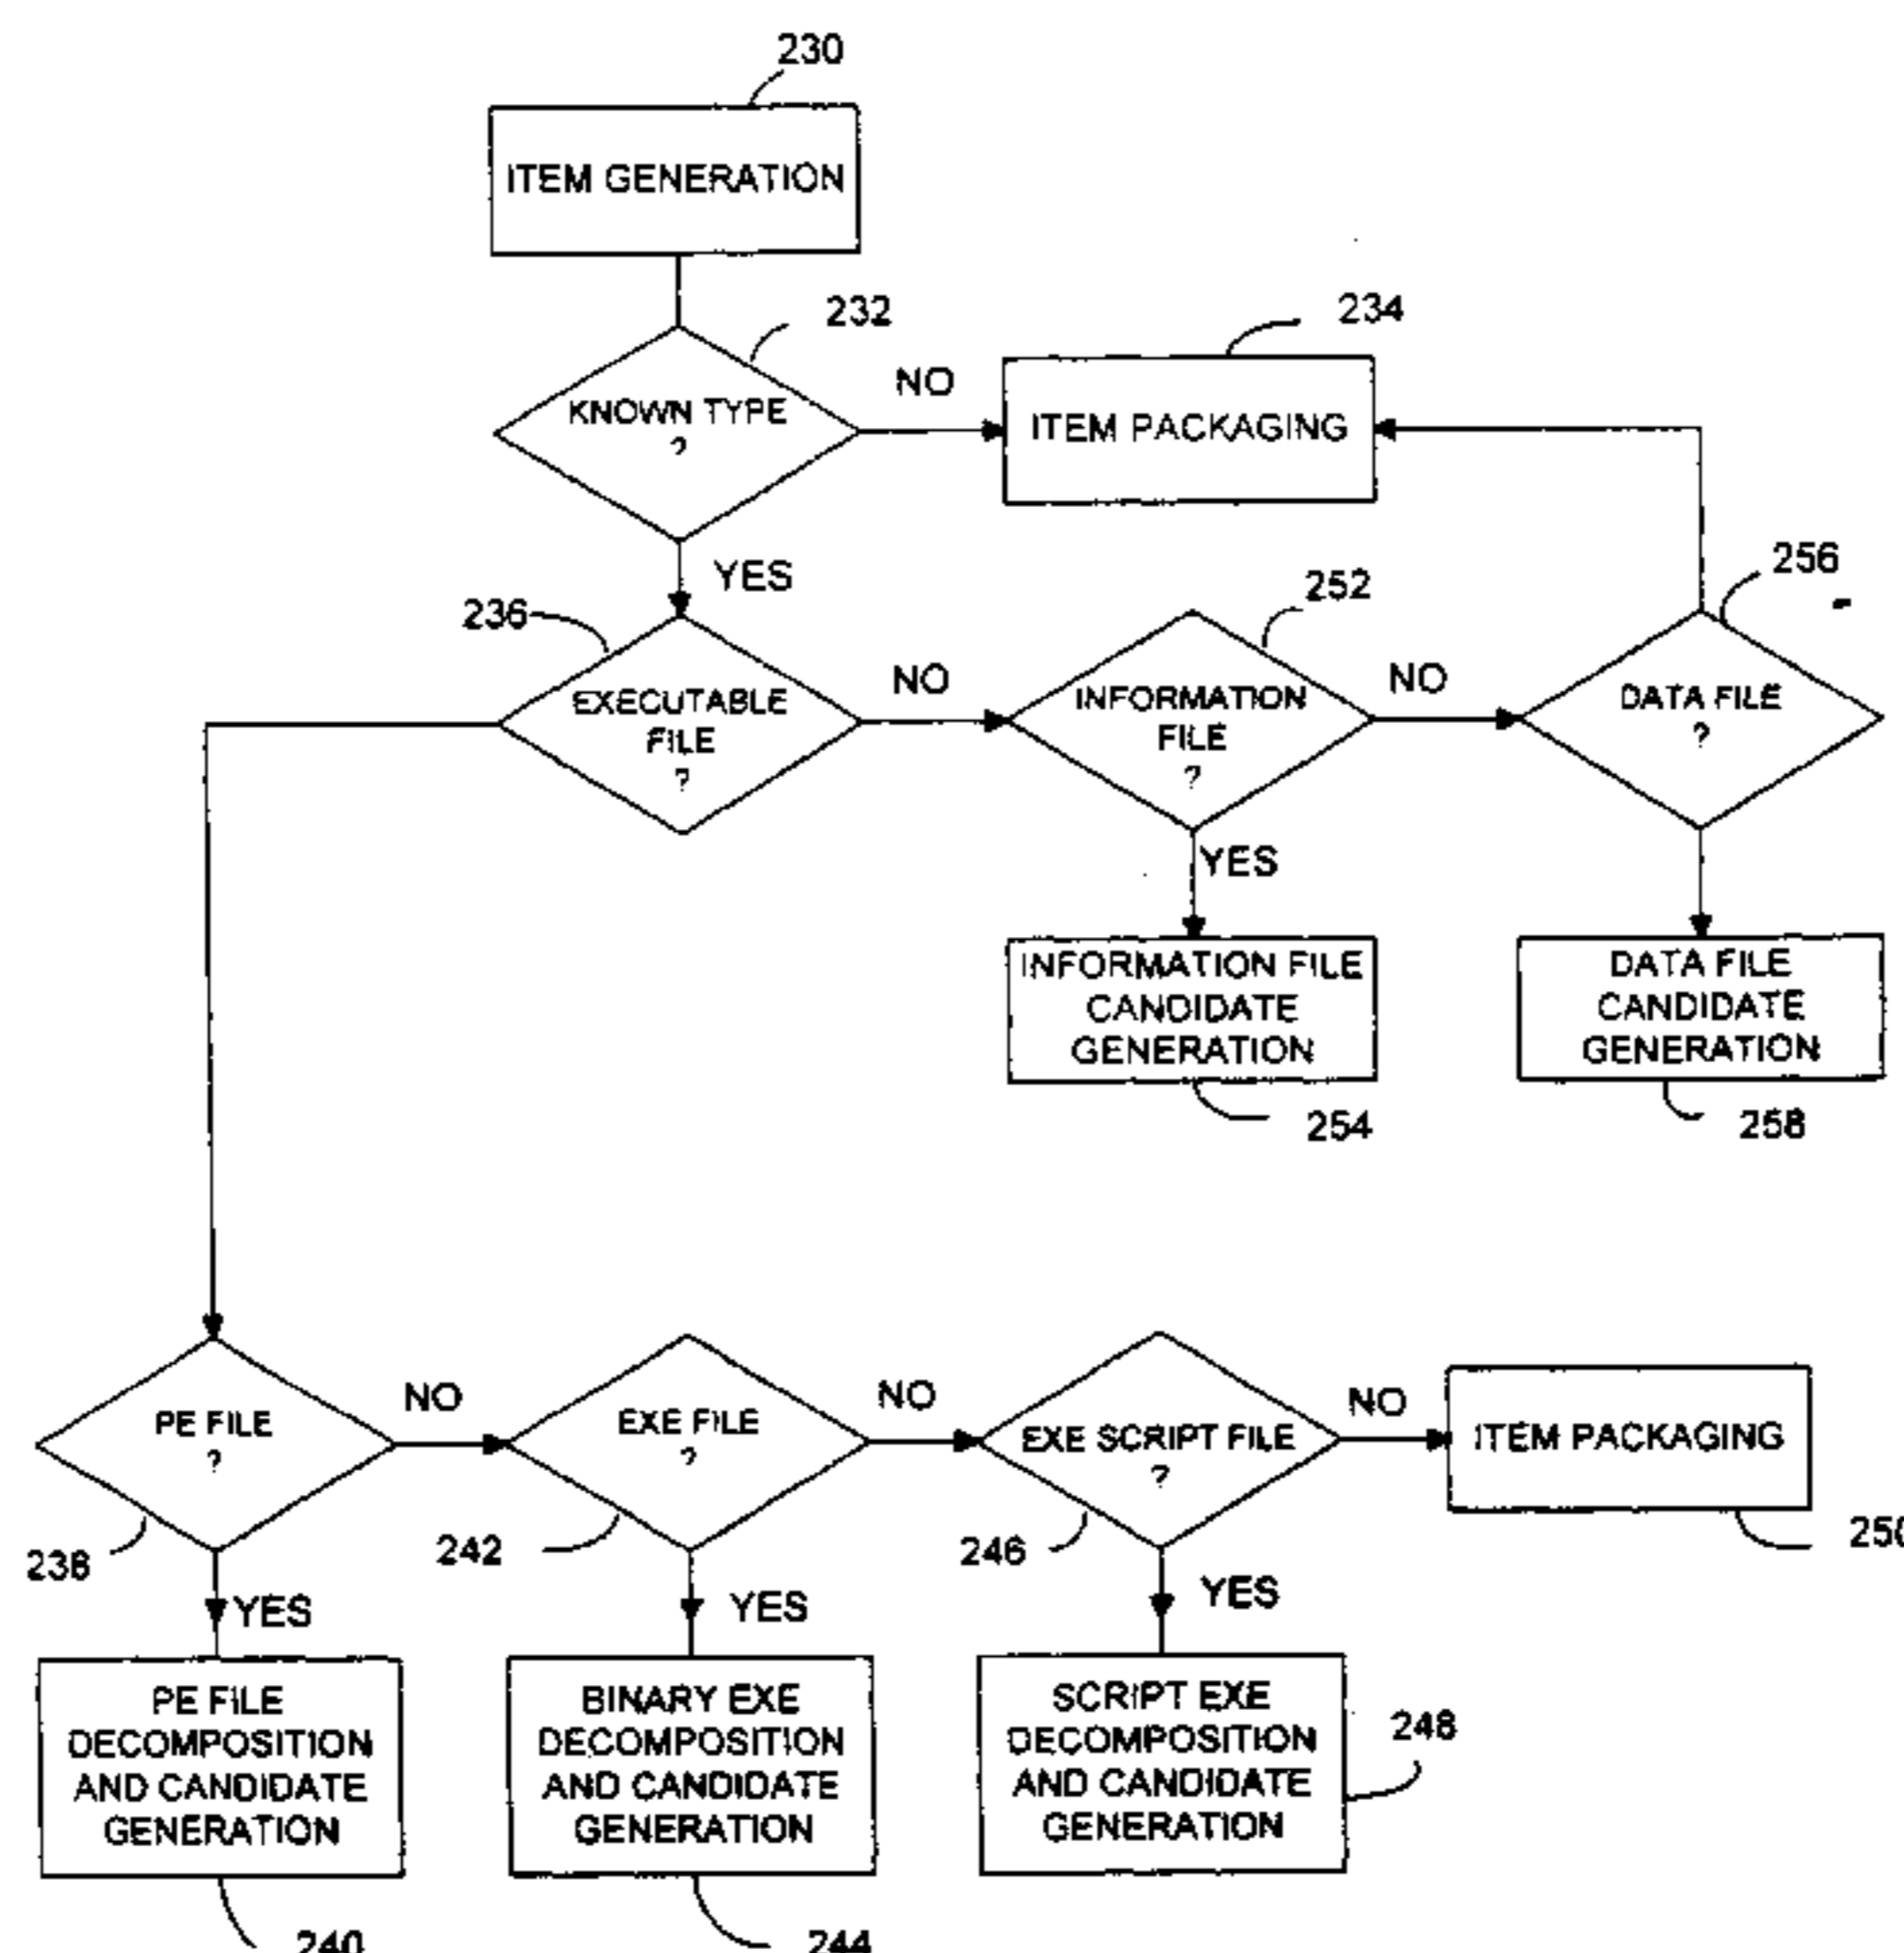 230
ITEM GENERATION
232
234
KNOWN TYPE
?
NO
ITEM PACKAGING
YES
256
252
236
EXECUTABLE
FILE
?
NO
INFORMATION
FILE
?
NO
DATA FILE
?
YES
INFORMATION FILE
CANDIDATE
GENERATION
DATA FILE
CANDIDATE
GENERATION
254
258
PE FILE
?
NO
EXE FILE
?
NO
EXE SCRIPT FILE
?
NO
ITEM PACKAGING
238
242
246
250
YES
YES
YES
PE FILE
DECOMPOSITION
AND CANDIDATE
GENERATION
BINARY EXE
DECOMPOSITION
AND CANDIDATE
GENERATION
SCRIPT EXE
DECOMPOSITION
AND CANDIDATE
GENERATION
248
240
244